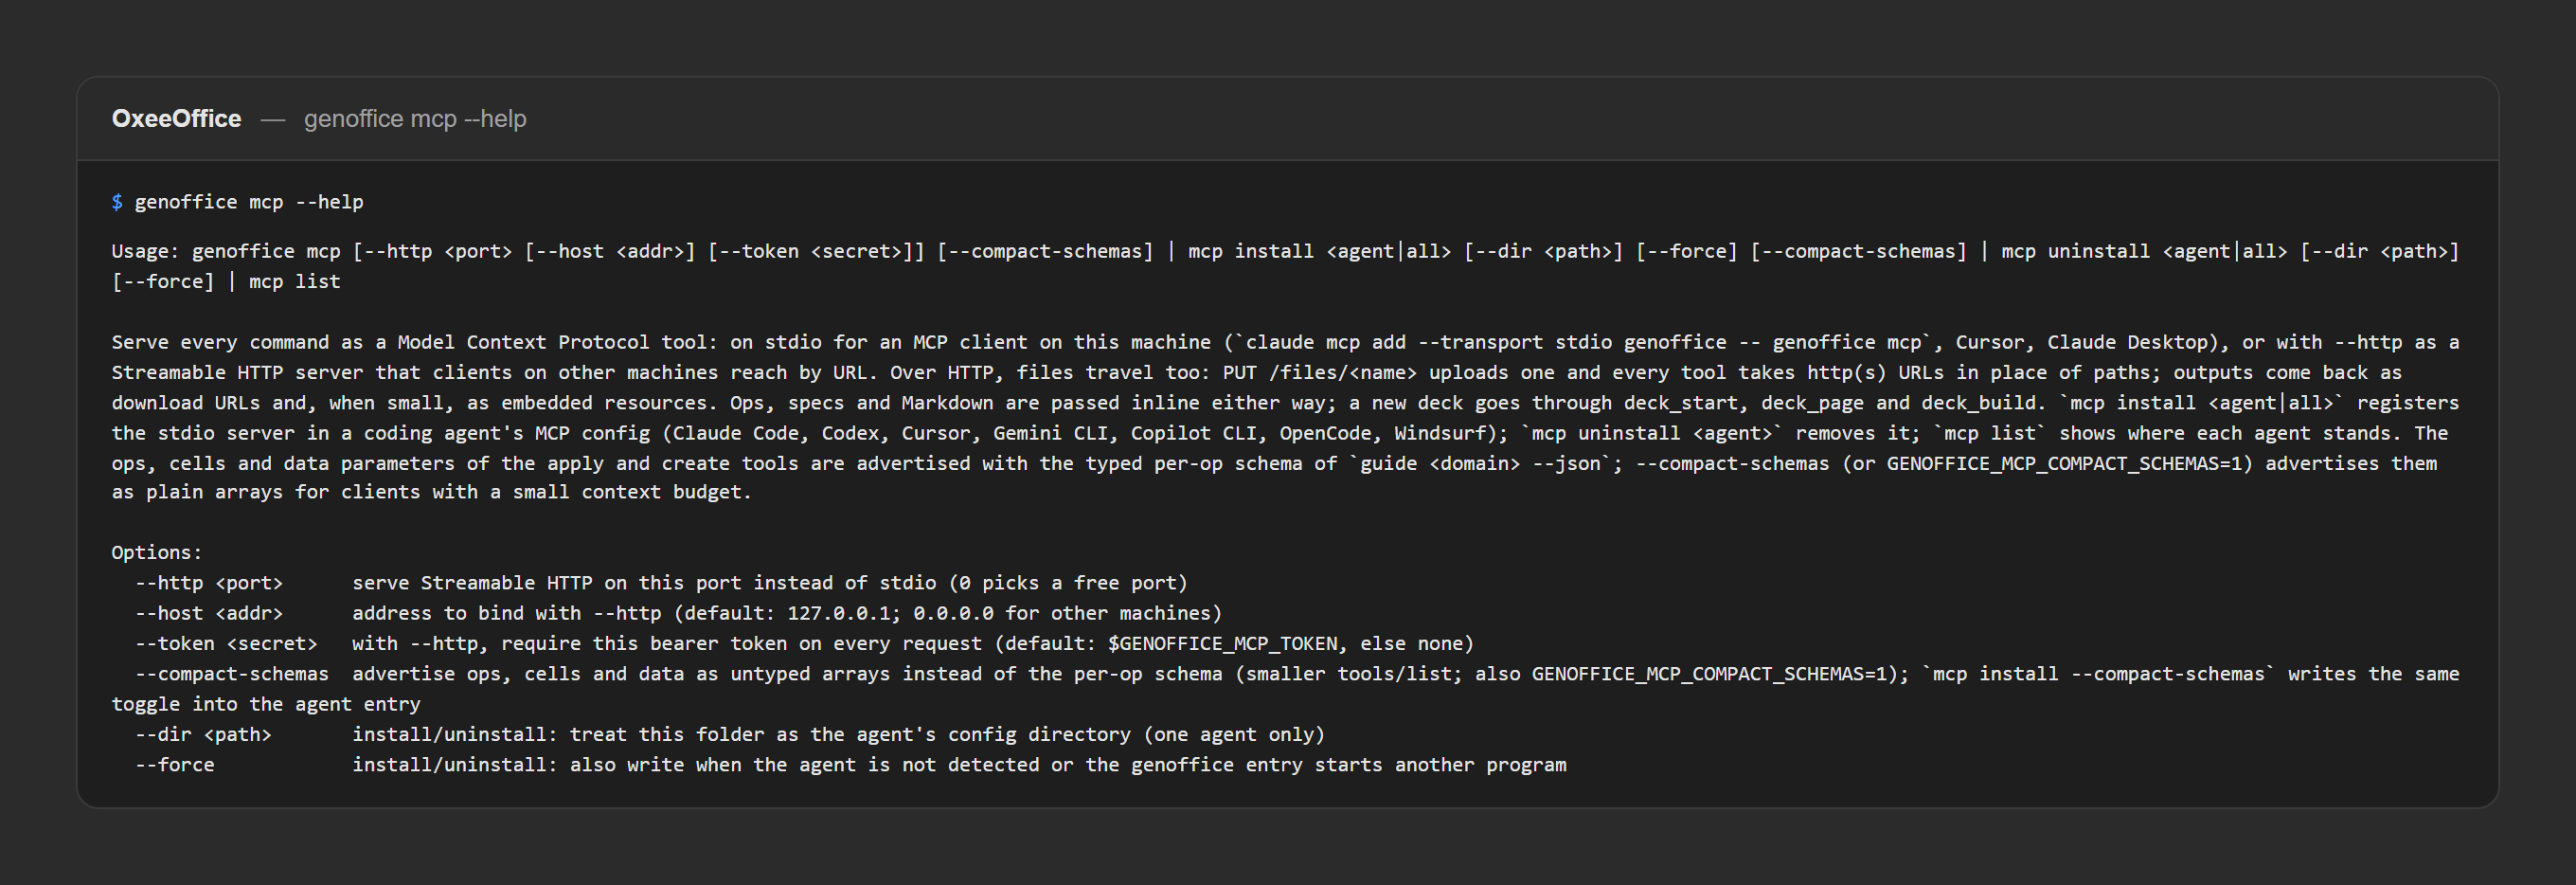 OxeeOffice — genoffice mcp --help
$ genoffice mcp --help
Usage: genoffice mcp [--http <port> [--host <addr>] [--token <secret>]] [--compact-schemas] | mcp install <agent|all> [--dir <path>] [--force] [--compact-schemas] | mcp uninstall <agent|all> [--dir <path>]
[--force] | mcp list
Serve every command as a Model Context Protocol tool: on stdio for an MCP client on this machine (`claude mcp add --transport stdio genoffice -- genoffice mcp`, Cursor, Claude Desktop), or with --http as a
Streamable HTTP server that clients on other machines reach by URL. Over HTTP, files travel too: PUT /files/<name> uploads one and every tool takes http(s) URLs in place of paths; outputs come back as
download URLs and, when small, as embedded resources. Ops, specs and Markdown are passed inline either way; a new deck goes through deck_start, deck_page and deck_build. `mcp install <agent|all>` registers
the stdio server in a coding agent's MCP config (Claude Code, Codex, Cursor, Gemini CLI, Copilot CLI, OpenCode, Windsurf); `mcp uninstall <agent>` removes it; `mcp list` shows where each agent stands. The
ops, cells and data parameters of the apply and create tools are advertised with the typed per-op schema of `guide <domain> --json`; --compact-schemas (or GENOFFICE_MCP_COMPACT_SCHEMAS=1) advertises them
as plain arrays for clients with a small context budget.
Options:
  --http <port>      serve Streamable HTTP on this port instead of stdio (0 picks a free port)
  --host <addr>      address to bind with --http (default: 127.0.0.1; 0.0.0.0 for other machines)
  --token <secret>   with --http, require this bearer token on every request (default: $GENOFFICE_MCP_TOKEN, else none)
  --compact-schemas  advertise ops, cells and data as untyped arrays instead of the per-op schema (smaller tools/list; also GENOFFICE_MCP_COMPACT_SCHEMAS=1); `mcp install --compact-schemas` writes the same
toggle into the agent entry
  --dir <path>       install/uninstall: treat this folder as the agent's config directory (one agent only)
  --force            install/uninstall: also write when the agent is not detected or the genoffice entry starts another program